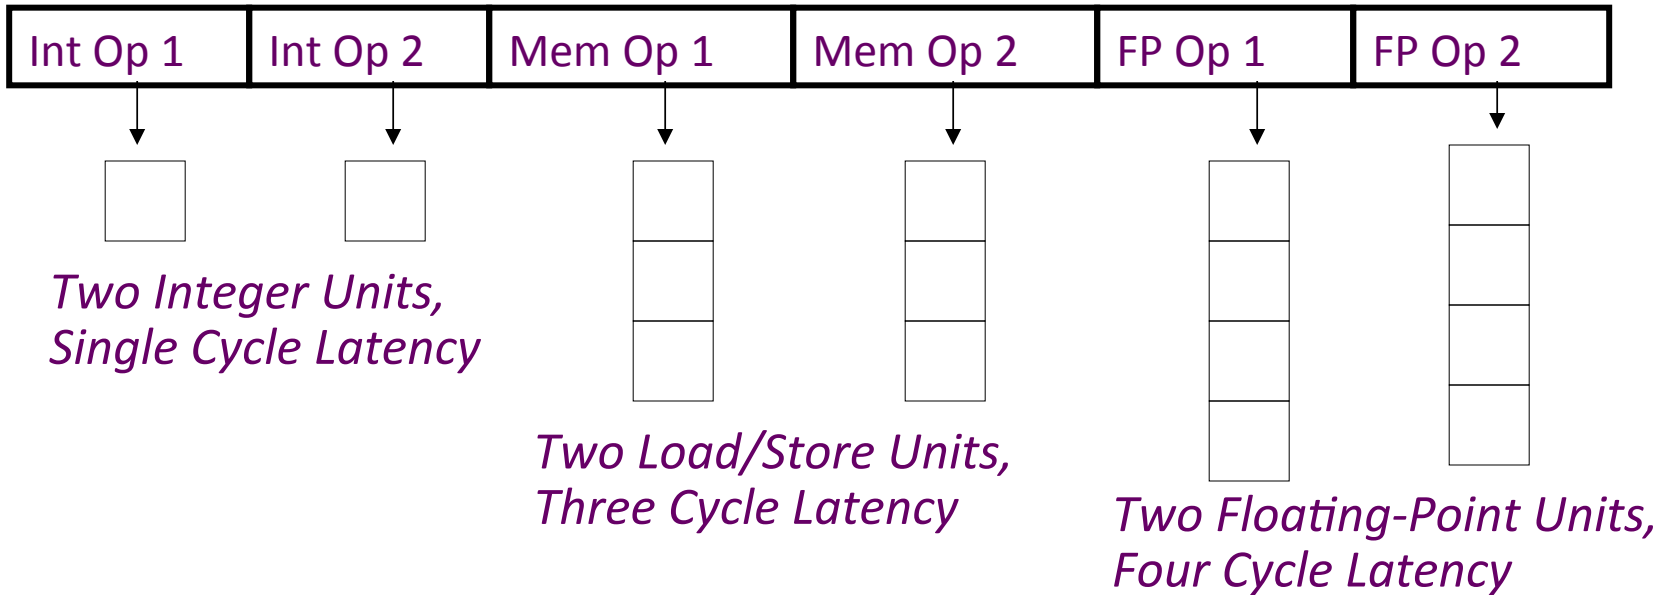 Int Op 1 Int Op 2 Mem Op 1 Mem Op 2 FP Op 1 FP Op 2
Two Integer Units,
Single Cycle Latency
Two Load/Store Units,
Three Cycle Latency
Two Floating-Point Units,
Four Cycle Latency